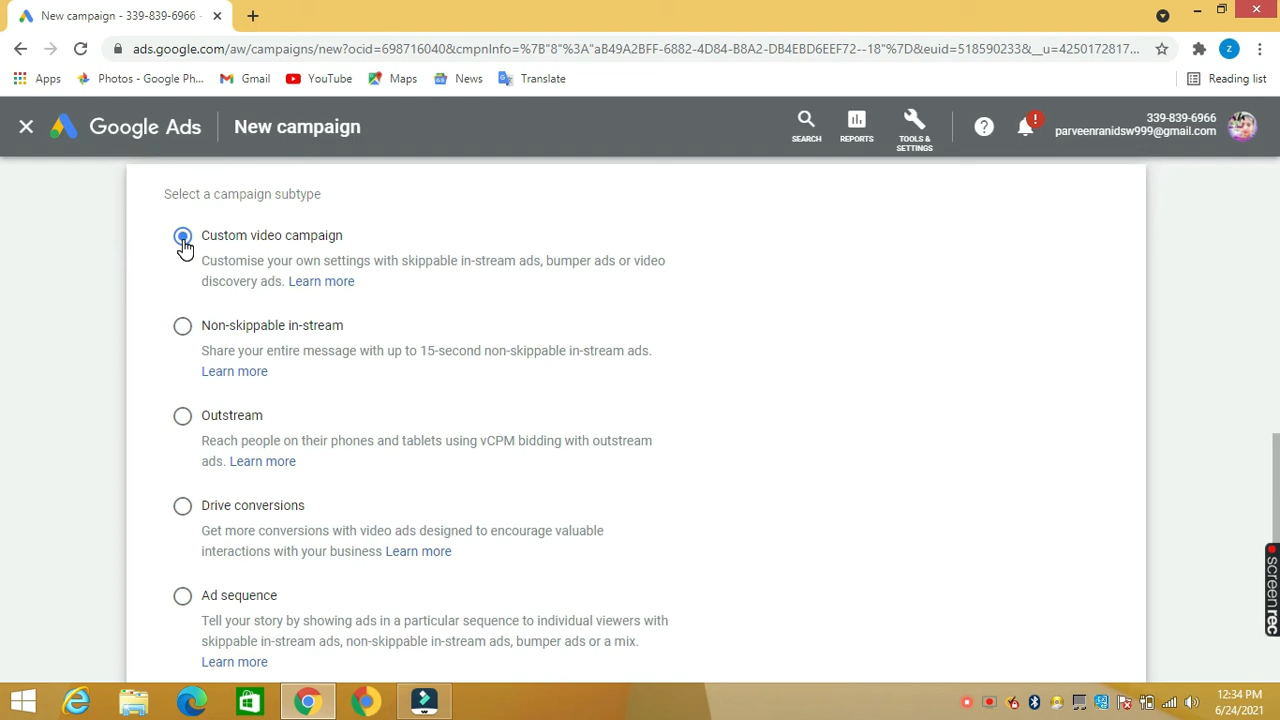 New campaign - 339-839-6966 -
ads.google.com/aw/campaigns/new?ocid=698716040&cmpnInfo=%7B"8"%3A"aB49A2BFF-6882-4D84-B8A2-DB4EBD6EEF72--18"%7D&euid=518590233&__u=4250172817...
Apps Photos - Google Ph... Gmail YouTube Maps News Translate Reading list
Google Ads New campaign
SEARCH REPORTS TOOLS & SETTINGS
339-839-6966
parveenranidsw999@gmail.com
Select a campaign subtype
Custom video campaign
Customise your own settings with skippable in-stream ads, bumper ads or video
discovery ads. Learn more
Non-skippable in-stream
Share your entire message with up to 15-second non-skippable in-stream ads.
Learn more
Outstream
Reach people on their phones and tablets using vCPM bidding with outstream
ads. Learn more
Drive conversions
Get more conversions with video ads designed to encourage valuable
interactions with your business Learn more
Ad sequence
Tell your story by showing ads in a particular sequence to individual viewers with
skippable in-stream ads, non-skippable in-stream ads, bumper ads or a mix.
Learn more
screenrec
12:34 PM
6/24/2021